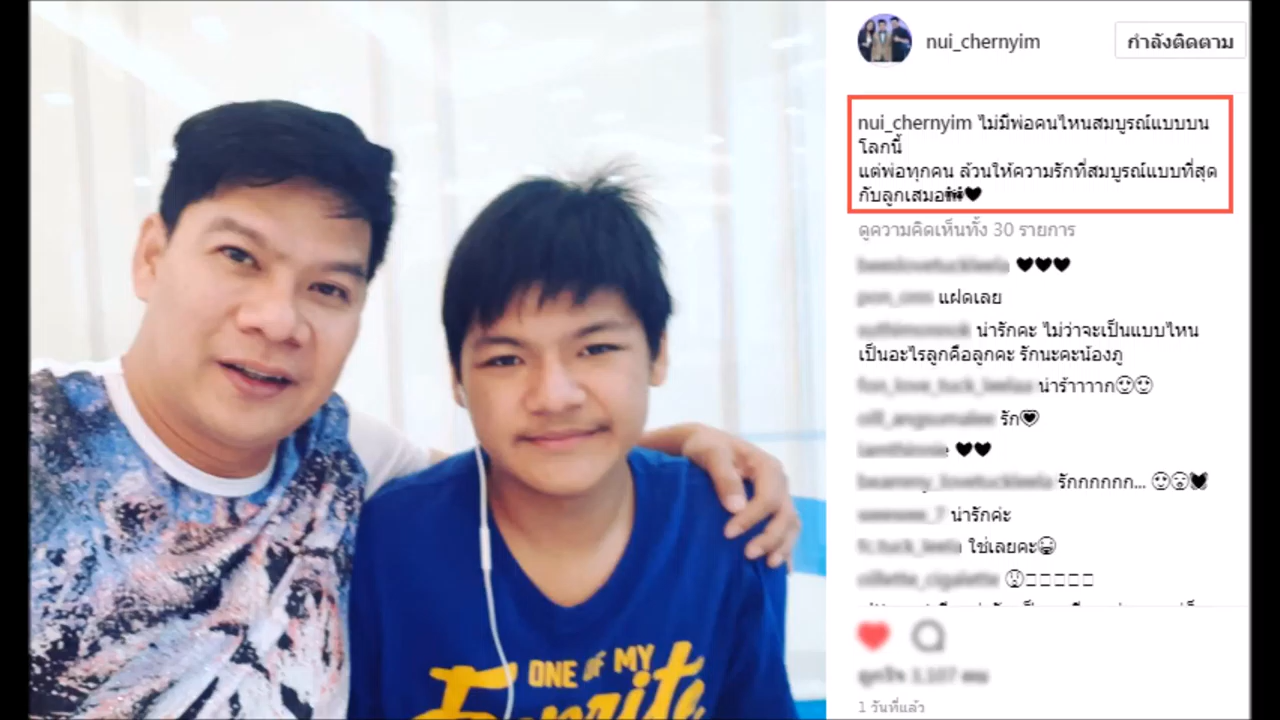 nui_chernyim
กำลังติดตาม
nui_chernyim ไม่มีพ่อคนไหนสมบูรณ์แบบบน
โลกนี้
แต่พ่อทุกคน ล้วนให้ความรักที่สมบูรณ์แบบที่สุด
กับลูกเสมอ👪♥
ดูความคิดเห็นทั้ง 30 รายการ
♥♥♥
แฝดเลย
น่ารักคะ ไม่ว่าจะเป็นแบบไหน
เป็นอะไรลูกคือลูกคะ รักนะคะน้องภู
น่าร้าาาาก
รัก
♥♥
รักกกกกก...
น่ารักค่ะ
ใช่เลยคะ
ONE OF MY
Favorite
1 วันที่แล้ว